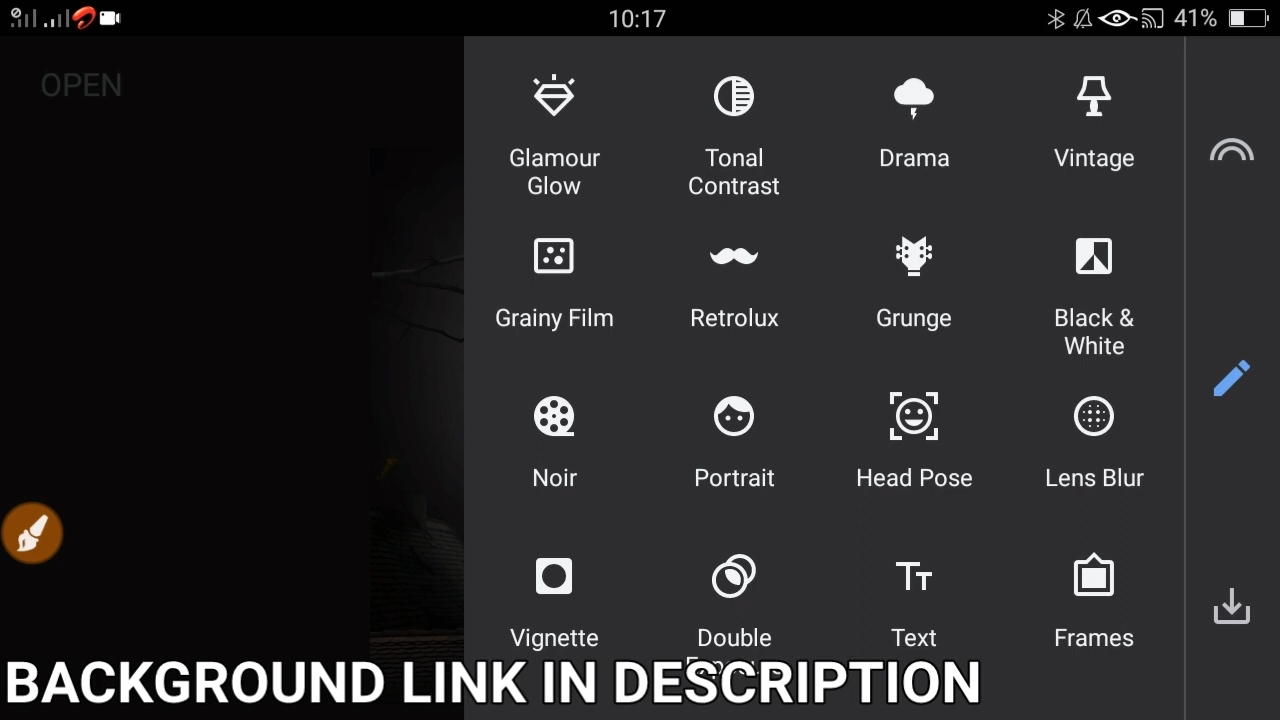 10:17
41%
OPEN
Glamour
Glow
Tonal
Contrast
Drama
Vintage
Grainy Film
Retrolux
Grunge
Black &
White
Noir
Portrait
Head Pose
Lens Blur
Vignette
Double
Text
Frames
BACKGROUND LINK IN DESCRIPTION